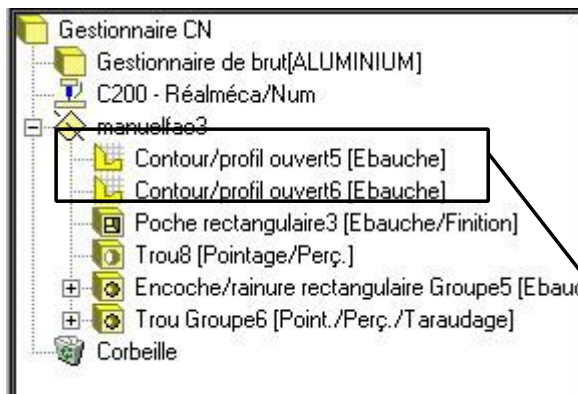 Gestionnaire CN
Gestionnaire de brut[ALUMINIUM]
C200 - Réalméca/Num
manuelfao3
Contour/profil ouvert5 [Ebauche]
Contour/profil ouvert6 [Ebauche]
Poche rectangulaire3 [Ebauche/Finition]
Trou8 [Pointage/Perç.]
Encoche/rainure rectangulaire Groupe5 [Ebauc
Trou Groupe6 [Point./Perç./Taraudage]
Corbeille